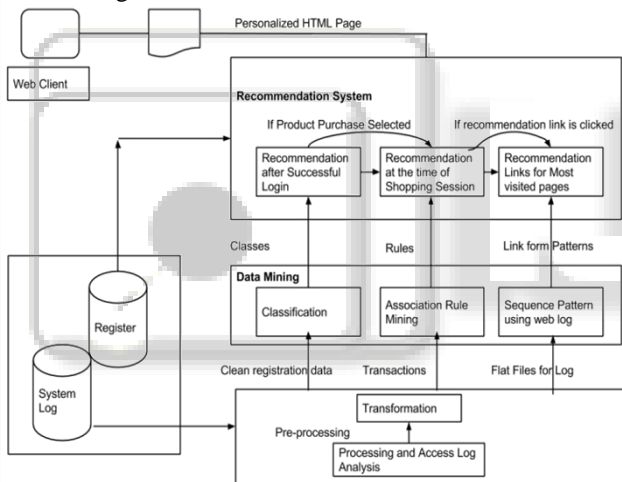 Personalized HTML Page
Web Client
Recommendation System
If Product Purchase Selected
If recommendation link is clicked
Recommendation
after Successful
Login
Recommendation
at the time of
Shopping Session
Recommendation
Links for Most
visited pages
Classes
Rules
Link form Patterns
Data Mining
Classification
Association Rule
Mining
Sequence Pattern
using web log
Register
System
Log
Clean registration data
Transactions
Flat Files for Log
Transformation
Pre-processing
Processing and Access Log
Analysis